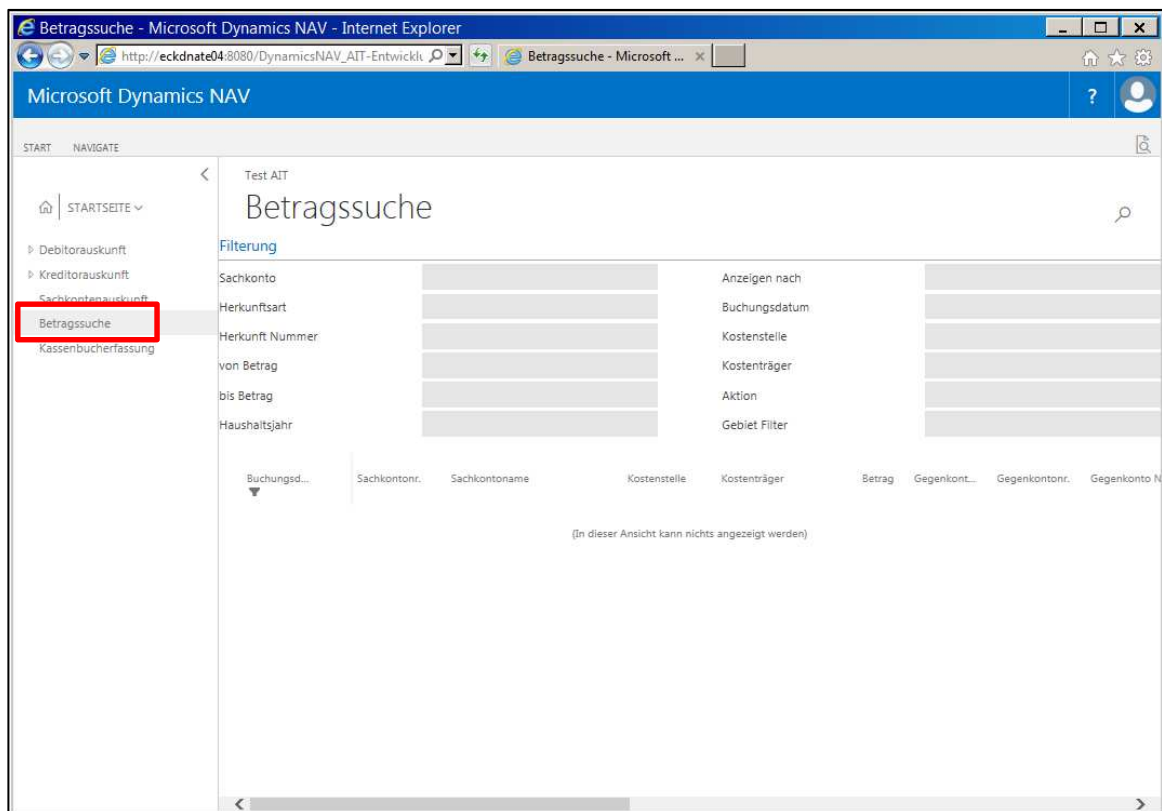 Betragssuche - Microsoft Dynamics NAV - Internet Explorer
http://eckdnate04:8080/DynamicsNAV_AIT-Entwickl
Betragssuche - Microsoft ...
Microsoft Dynamics NAV
?
START NAVIGATE
STARTSEITE
Debitorauskunft
Kreditorauskunft
Sachkontenauskunft
Betragssuche
Kassenbucherfassung
Test AIT
Betragssuche
Filterung
Sachkonto Anzeigen nach
Herkunftsart Buchungsdatum
Herkunft Nummer Kostenstelle
von Betrag Kostenträger
bis Betrag Aktion
Haushaltsjahr Gebiet Filter
Buchungsd... Sachkontonr. Sachkontoname Kostenstelle Kostenträger Betrag Gegenkont... Gegenkontonr. Gegenkonto N
(In dieser Ansicht kann nichts angezeigt werden)